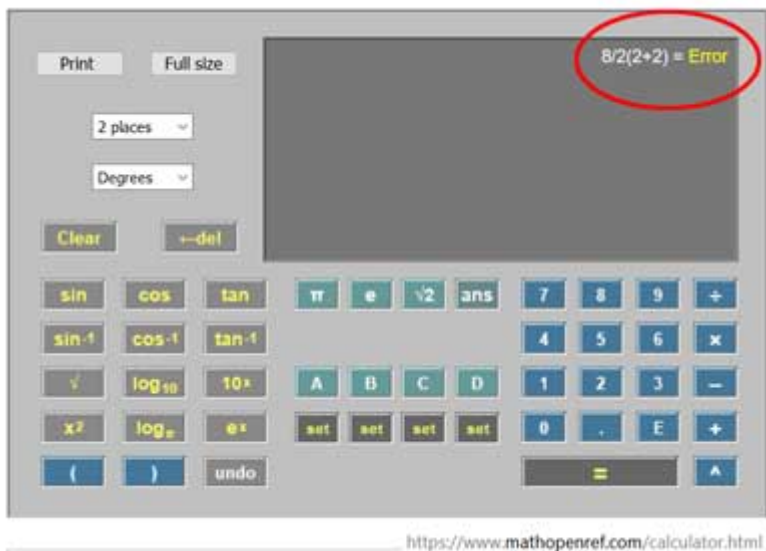 8/2(2+2) = Error
Print Full size
2 places
Degrees
Clear ←del
sin cos tan π e √2 ans 7 8 9 ÷
sin-1 cos-1 tan-1 4 5 6 ×
√ log10 10x A B C D 1 2 3 −
x2 loge ex set set set set 0 . E +
( ) undo = ^
https://www.mathopenref.com/calculator.html